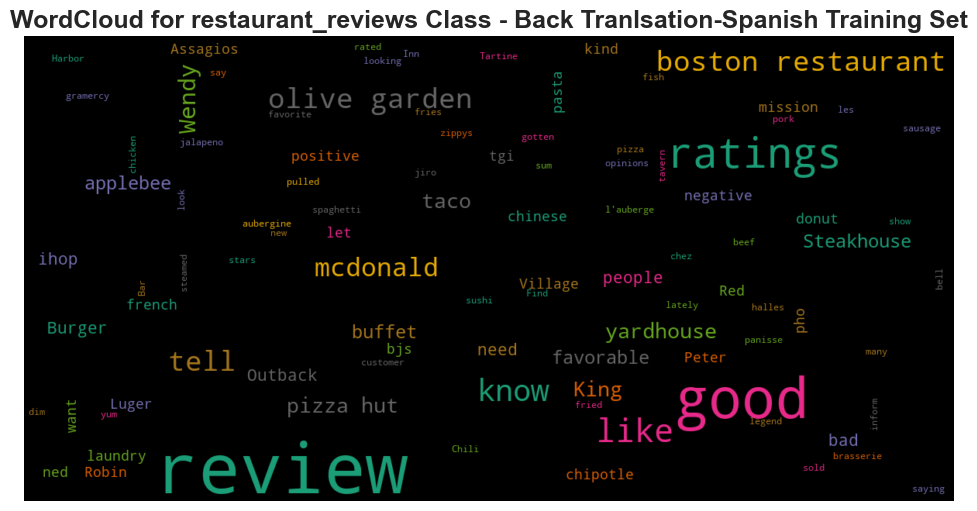 WordCloud for restaurant_reviews Class - Back Tranlsation-Spanish Training Set
Harbor
Assagios
rated
looking
Inn
Tartine
kind
boston restaurant
say
fish
gramercy
Wendy
olive garden
favorite
fries
pasta
mission
les
pork
sausage
chicken
jalapeno
zippys
gotten
ratings
positive
tgi
sum
pizza
opinions
tavern
applebee
pulled
jiro
look
taco
negative
spaghetti
chinese
l'auberge
donut
show
aubergine
new
let
beef
Steakhouse
ihop
steamed
stars
mcdonald
chez
people
bell
Bar
Village
Find
Red
french
sushi
lately
halles
pho
Burger
buffet
yardhouse
panisse
bjs
need
favorable
Peter
many
tell
customer
Outback
know
King
good
want
Luger
pizza hut
fried
like
legend
inform
dim
yum
laundry
Chili
bad
brasserie
ned
Robin
review
chipotle
sold
saying